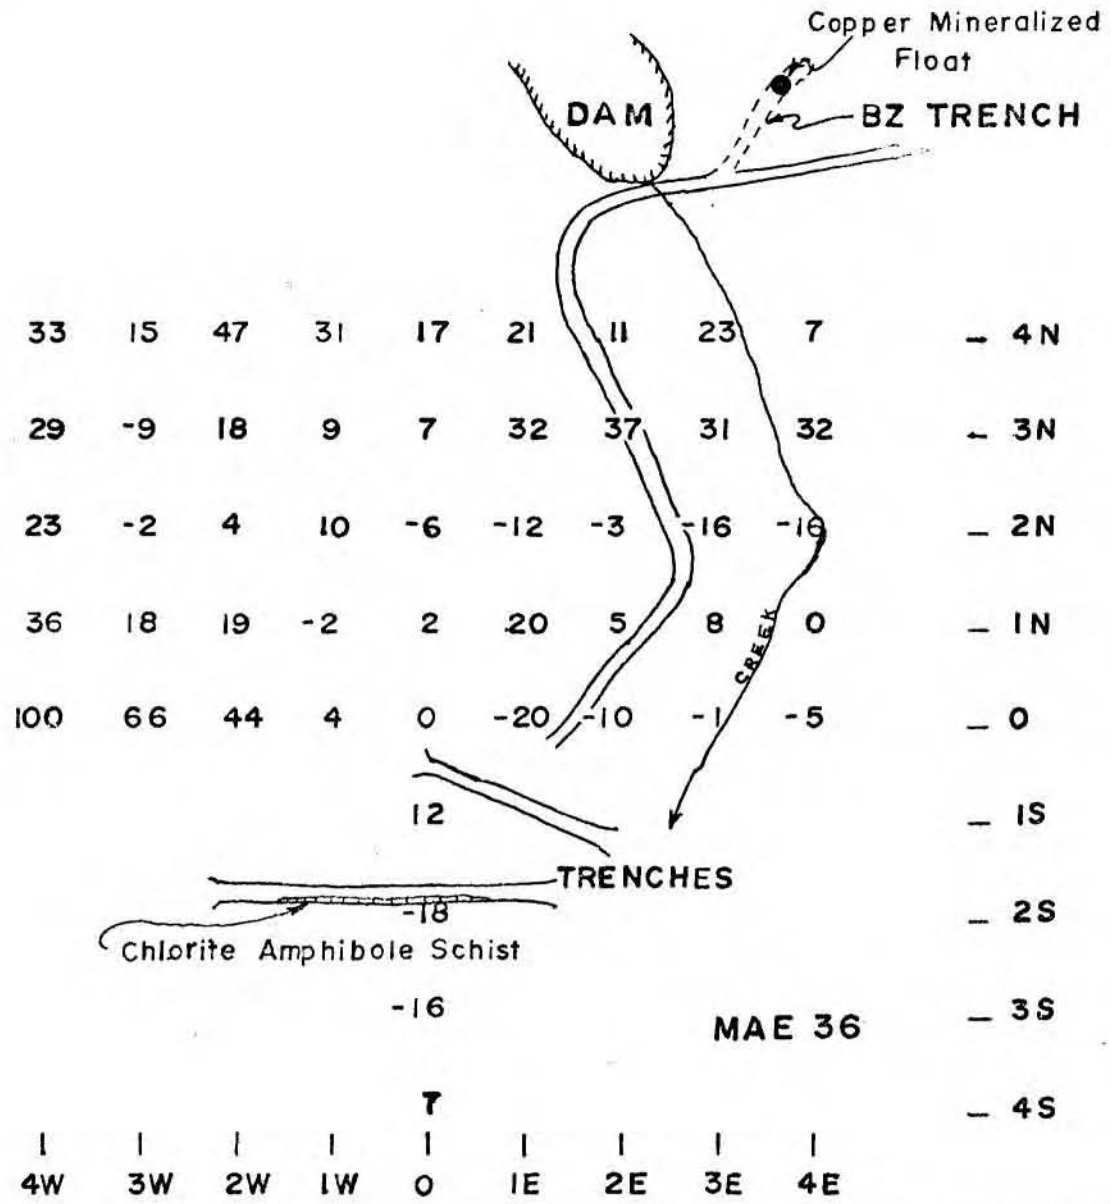 Copper Mineralized
Float
DAM
BZ TRENCH
33 15 47 31 17 21 11 23 7 - 4N
29 -9 18 9 7 32 37 31 32 - 3N
23 -2 4 10 -6 -12 -3 -16 -16 - 2N
36 18 19 -2 2 20 5 8 0 - 1N
CREEK
100 66 44 4 0 -20 -10 -1 -5 - 0
12 - 1S
TRENCHES
-18 - 2S
Chlorite Amphibole Schist
-16 - 3S
MAE 36
- 4S
4W 3W 2W 1W 0 1E 2E 3E 4E